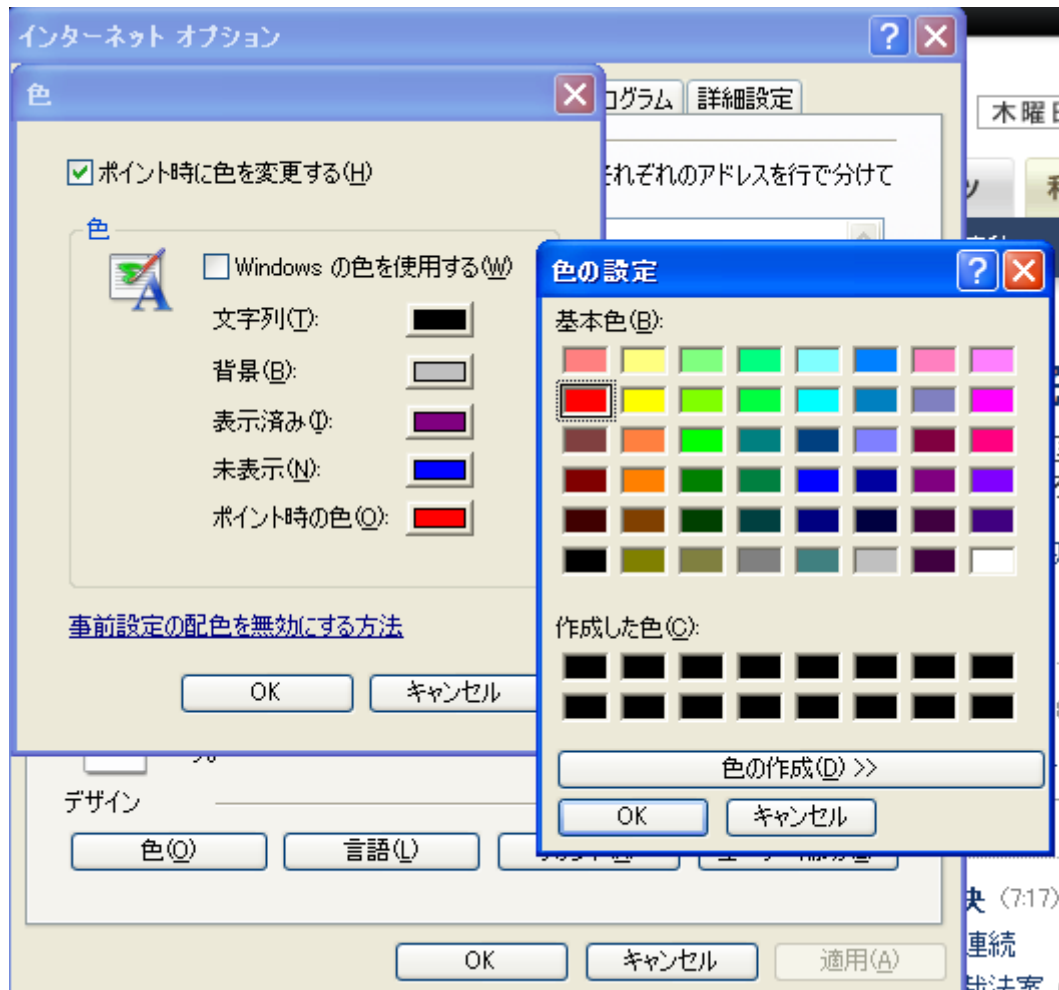 インターネット オプション
色
ログラム
詳細設定
木曜日
ポイント時に色を変更する(H)
それぞれのアドレスを行で分けて
色
Windows の色を使用する(W)
文字列(T):
背景(B):
表示済み(I):
未表示(N):
ポイント時の色(O):
事前設定の配色を無効にする方法
OK
キャンセル
色の設定
基本色(B):
作成した色(C):
色の作成(D) >>
OK
キャンセル
デザイン
色(O)
言語(L)
OK
キャンセル
適用(A)
決 (7:17)
連続
裁法案